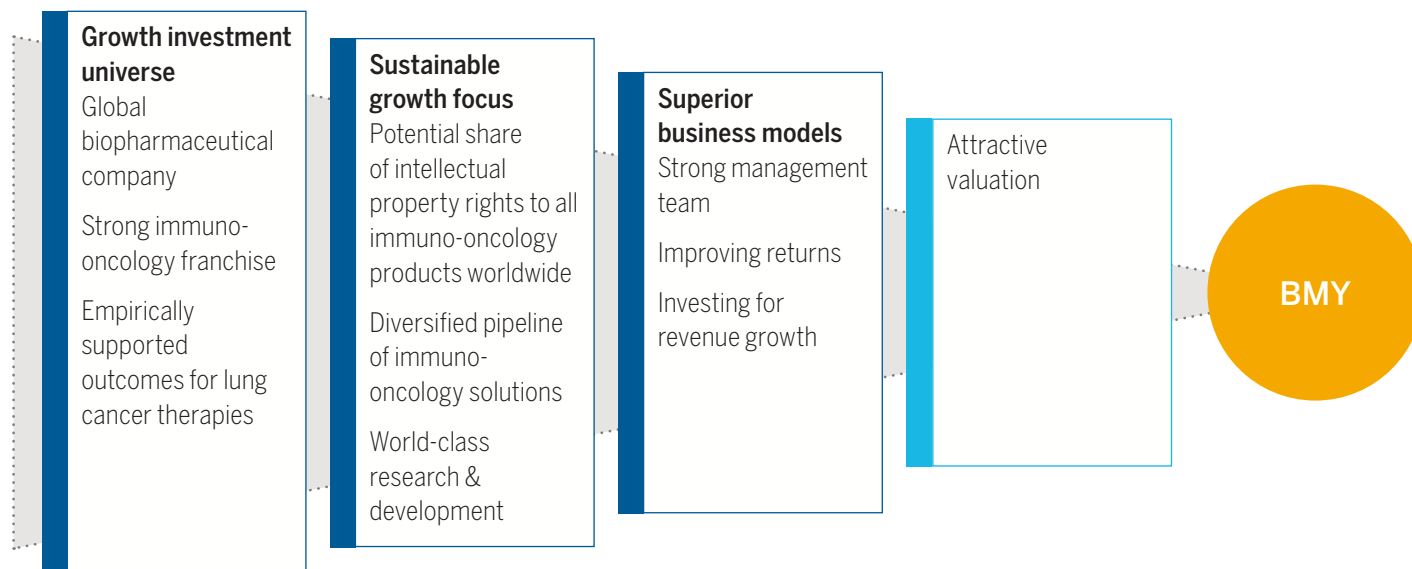 Growth investment
universe
Global
biopharmaceutical
company
Strong immuno-
oncology franchise
Empirically
supported
outcomes for lung
cancer therapies
Sustainable
growth focus
Potential share
of intellectual
property rights to all
immuno-oncology
products worldwide
Diversified pipeline
of immuno-
oncology solutions
World-class
research &
development
Superior
business models
Strong management
team
Improving returns
Investing for
revenue growth
Attractive
valuation
BMY